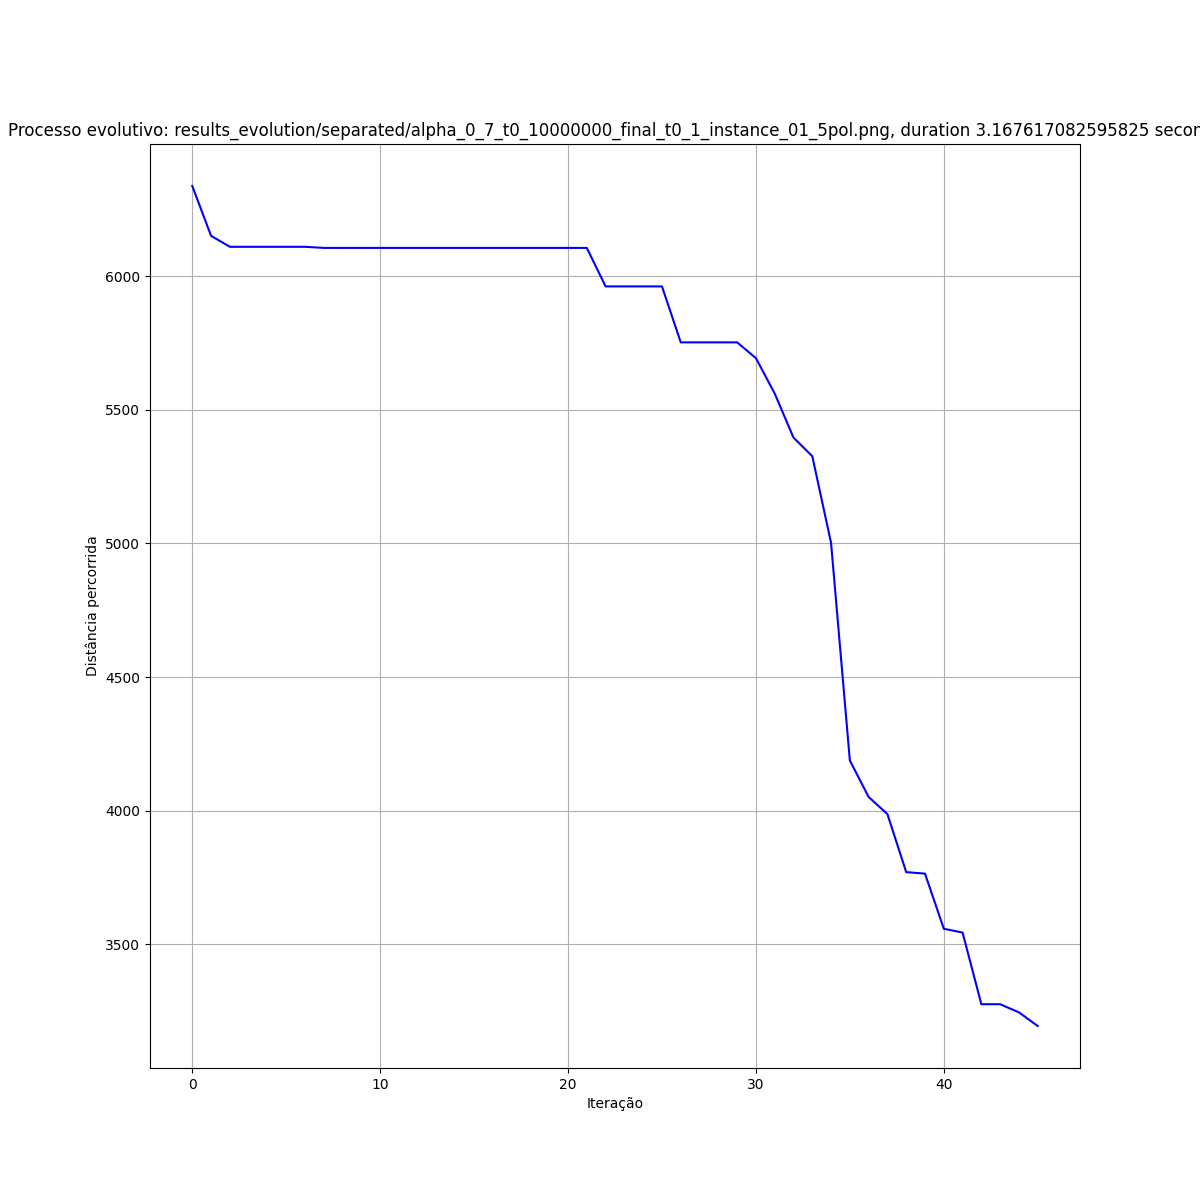 Processo evolutivo: results_evolution/separated/alpha_0_7_t0_10000000_final_t0_1_instance_01_5pol.png, duration 3.167617082595825
6000
5500
5000
4500
4000
3500
Distância percorrida
0 10 20 30 40
Iteração